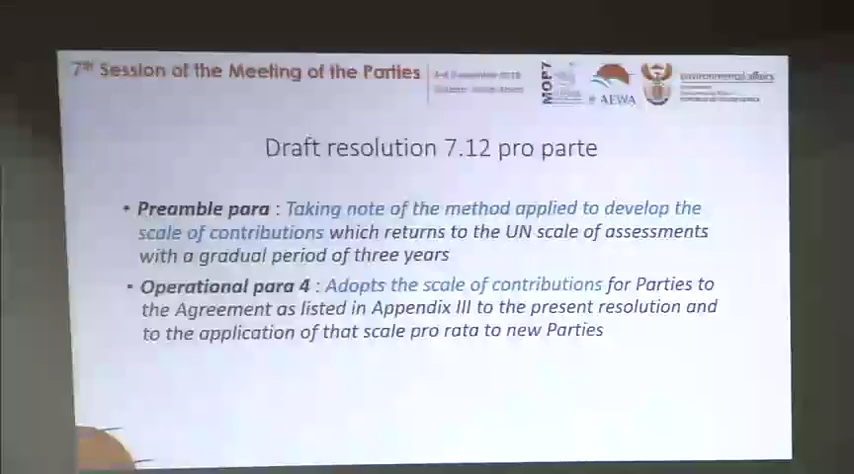 7th Session of the Meeting of the Parties
MOP7
AEWA
environmental affairs
Draft resolution 7.12 pro parte
• Preamble para : Taking note of the method applied to develop the
scale of contributions which returns to the UN scale of assessments
with a gradual period of three years
• Operational para 4 : Adopts the scale of contributions for Parties to
the Agreement as listed in Appendix III to the present resolution and
to the application of that scale pro rata to new Parties